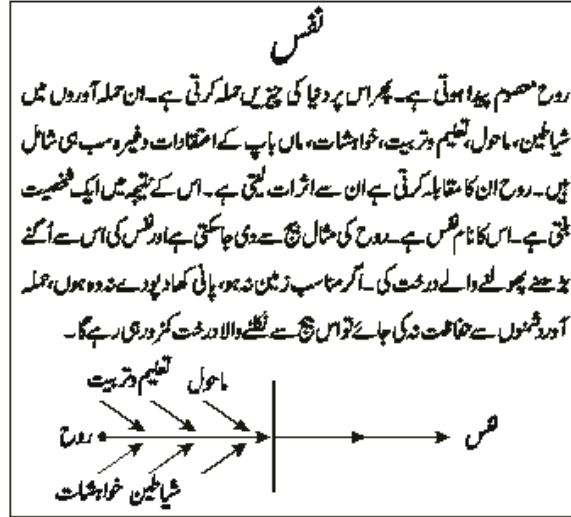 نفس
روح معصوم پیدا ہوتی ہے۔ پھر اس پر دنیا کی چیزیں حملہ کرتی ہے۔ ان حملہ آوروں میں
شیاطین، ماحول، تعلیم و تربیت، خواہشات، ماں باپ کے اعتقادات وغیرہ سب ہی شامل
ہیں۔ روح ان کا مقابلہ کرتی ہے ان سے اثرات لیتی ہے۔ اس کے نتیجہ میں ایک شخصیت
بنتی ہے۔ اس کا نام نفس ہے۔ روح کی مثال بیج سے دی جا سکتی ہے اور نفس کی اس سے اُگنے
بڑھنے پھولنے والے درخت کی۔ اگر مناسب زمین نہ ہو، پانی کھاد پورے نہ ہوں، حملہ
آور دشمنوں سے حفاظت نہ کی جائے تو اس بیج سے نکلنے والا درخت کمزور ہی رہے گا۔
تعلیم و تربیت ماحول
روح نفس
خواہشات شیاطین